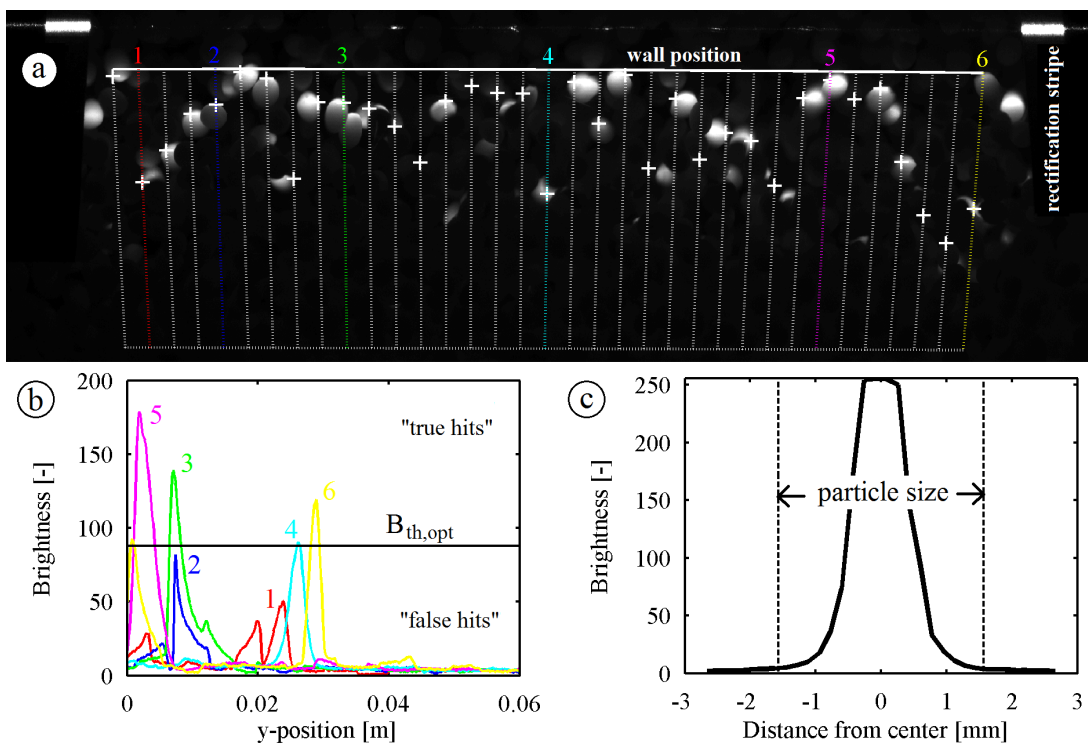 a
1 2 3 4 5 6
wall position
rectification stripe
b
200
150
100
50
0
0 0.02 0.04 0.06
Brightness [-]
y-position [m]
5
3
2
1
4
6
"true hits"
B_th,opt
"false hits"
c
250
200
150
100
50
0
-3 -2 -1 0 1 2 3
Brightness [-]
Distance from center [mm]
particle size